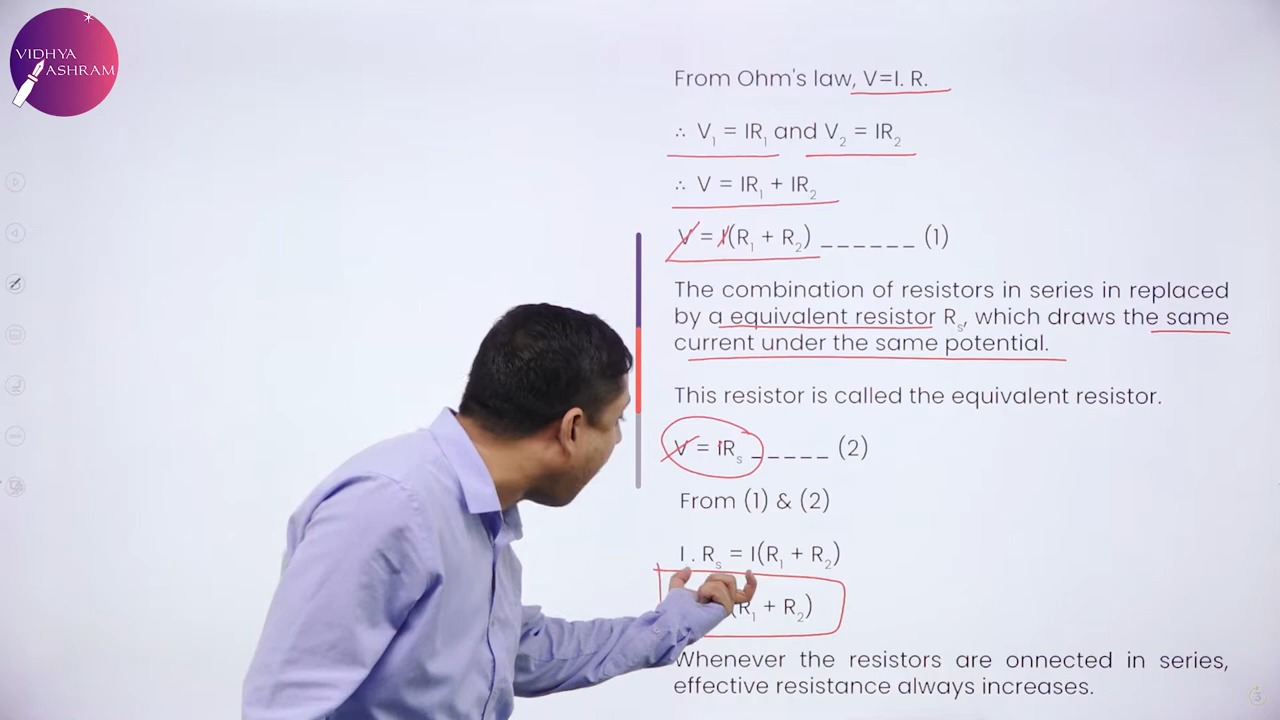 VIDHYA
ASHRAM
From Ohm's law, V=I. R.
∴ V₁ = IR₁ and V₂ = IR₂
∴ V = IR₁ + IR₂
V = I(R₁ + R₂) ______ (1)
The combination of resistors in series in replaced
by a equivalent resistor Rₛ, which draws the same
current under the same potential.
This resistor is called the equivalent resistor.
V = IRₛ _____ (2)
From (1) & (2)
I . Rₛ = I(R₁ + R₂)
(R₁ + R₂)
Whenever the resistors are onnected in series,
effective resistance always increases.
3